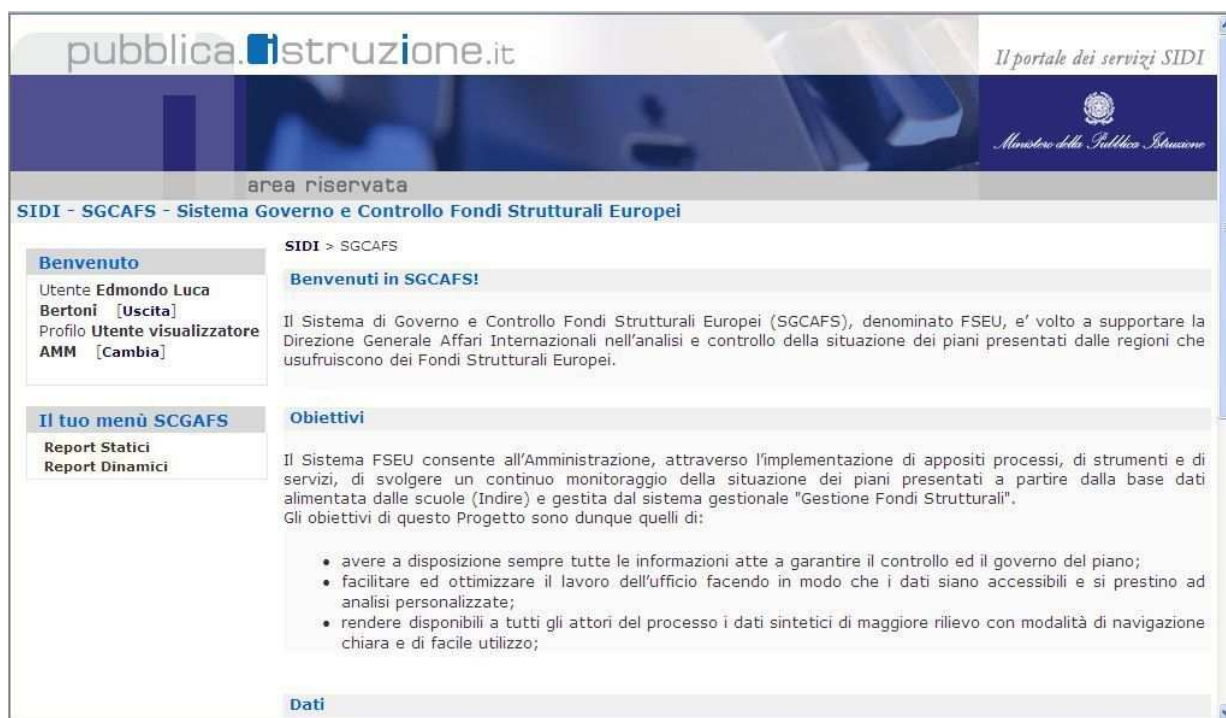 pubblica.istruzione.it
Il portale dei servizi SIDI
Ministero della Pubblica Istruzione
area riservata
SIDI - SGCAFS - Sistema Governo e Controllo Fondi Strutturali Europei
Benvenuto
Utente Edmondo Luca
Bertoni [Uscita]
Profilo Utente visualizzatore
AMM [Cambia]
Il tuo menù SCGAFS
Report Statici
Report Dinamici
SIDI > SGCAFS
Benvenuti in SGCAFS!
Il Sistema di Governo e Controllo Fondi Strutturali Europei (SGCAFS), denominato FSEU, e' volto a supportare la
Direzione Generale Affari Internazionali nell'analisi e controllo della situazione dei piani presentati dalle regioni che
usufruiscono dei Fondi Strutturali Europei.
Obiettivi
Il Sistema FSEU consente all'Amministrazione, attraverso l'implementazione di appositi processi, di strumenti e di
servizi, di svolgere un continuo monitoraggio della situazione dei piani presentati a partire dalla base dati
alimentata dalle scuole (Indire) e gestita dal sistema gestionale "Gestione Fondi Strutturali".
Gli obiettivi di questo Progetto sono dunque quelli di:
• avere a disposizione sempre tutte le informazioni atte a garantire il controllo ed il governo del piano;
• facilitare ed ottimizzare il lavoro dell'ufficio facendo in modo che i dati siano accessibili e si prestino ad
analisi personalizzate;
• rendere disponibili a tutti gli attori del processo i dati sintetici di maggiore rilievo con modalità di navigazione
chiara e di facile utilizzo;
Dati